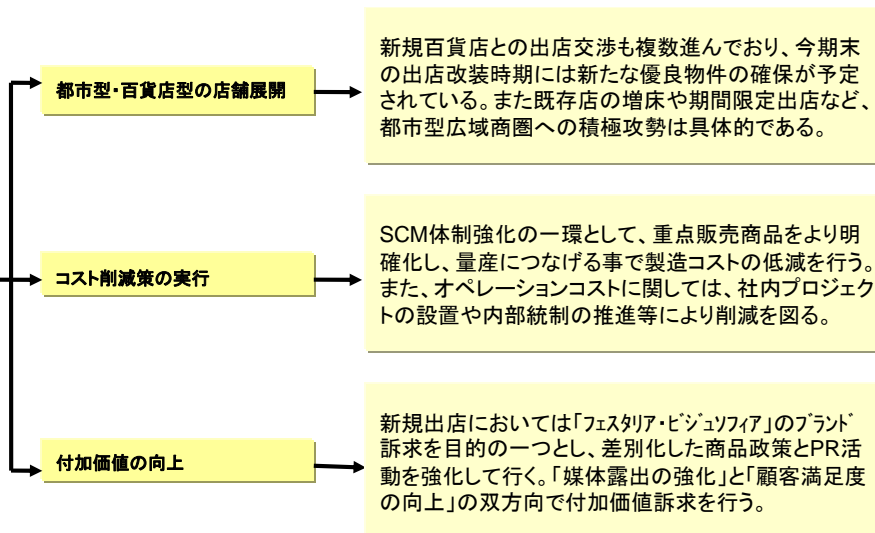 都市型・百貨店型の店舗展開
新規百貨店との出店交渉も複数進んでおり、今期末
の出店改装時期には新たな優良物件の確保が予定
されている。また既存店の増床や期間限定出店など、
都市型広域商圏への積極攻勢は具体的である。
コスト削減策の実行
SCM体制強化の一環として、重点販売商品をより明
確化し、量産につなげる事で製造コストの低減を行う。
また、オペレーションコストに関しては、社内プロジェク
トの設置や内部統制の推進等により削減を図る。
付加価値の向上
新規出店においては「フェスタリア・ビジュソフィア」のブランド
訴求を目的の一つとし、差別化した商品政策とPR活
動を強化して行く。「媒体露出の強化」と「顧客満足度
の向上」の双方向で付加価値訴求を行う。